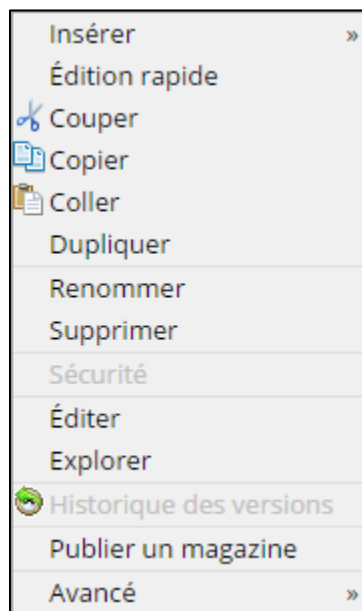 Insérer »
Édition rapide
Couper
Copier
Coller
Dupliquer
Renommer
Supprimer
Sécurité
Éditer
Explorer
Historique des versions
Publier un magazine
Avancé »